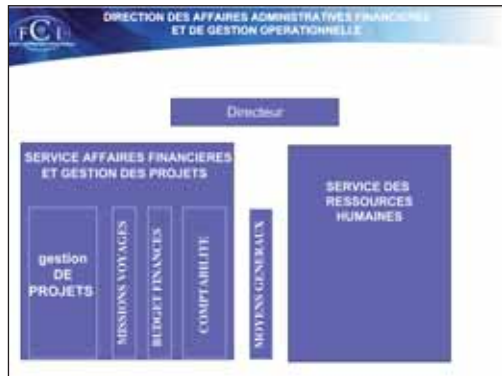 FCI
DIRECTION DES AFFAIRES ADMINISTRATIVES FINANCIERES
ET DE GESTION OPERATIONNELLE
Directeur
SERVICE AFFAIRES FINANCIERES
ET GESTION DES PROJETS
gestion
DE
PROJETS
MISSIONS VOYAGES
BUDGET FINANCES
COMPTABILITE
MOYENS GENERAUX
SERVICE DES
RESSOURCES
HUMAINES